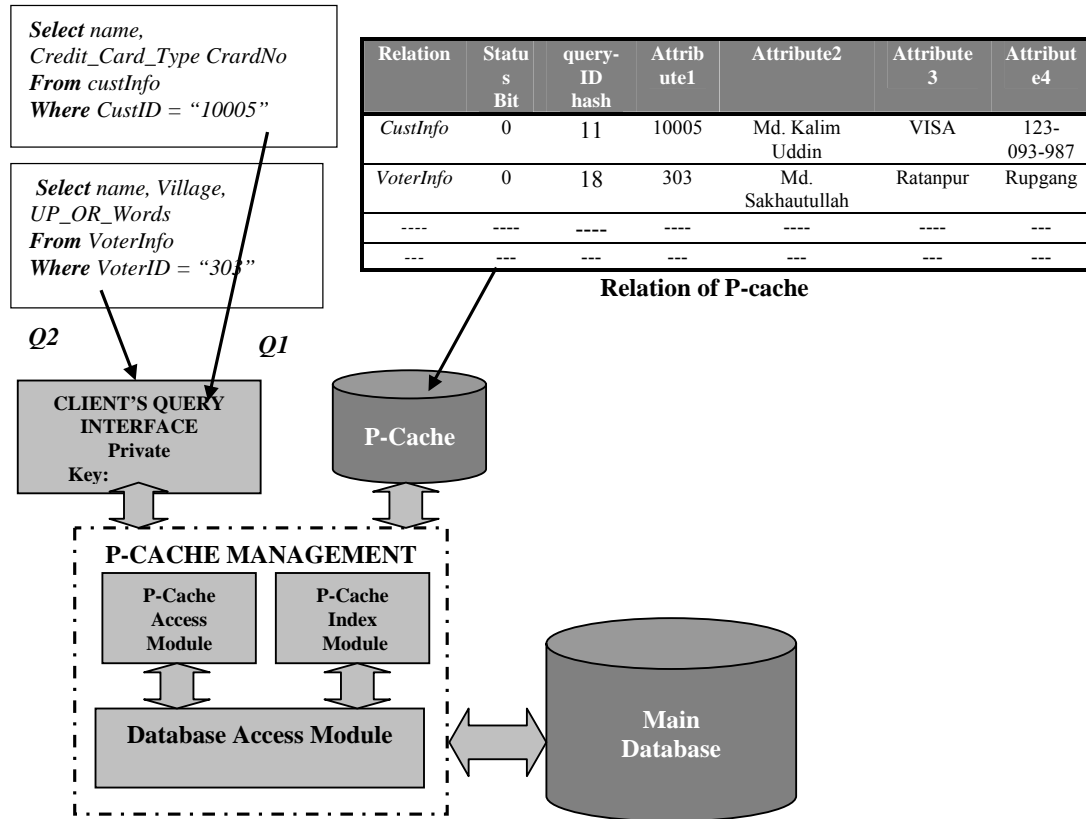 Select name,
Credit_Card_Type CrardNo
From custInfo
Where CustID = “10005”
Select name, Village,
UP_OR_Words
From VoterInfo
Where VoterID = “303”
Relation Statu s Bit query- ID hash Attrib ute1 Attribute2 Attribute 3 Attribut e4
CustInfo 0 11 10005 Md. Kalim Uddin VISA 123- 093-987
VoterInfo 0 18 303 Md. Sakhautullah Ratanpur Rupgang
---- ---- ---- ---- ---- ---- ---
--- --- --- --- --- --- ---
Relation of P-cache
Q2
Q1
CLIENT’S QUERY
INTERFACE
Private
Key:
P-Cache
P-CACHE MANAGEMENT
P-Cache
Access
Module
P-Cache
Index
Module
Database Access Module
Main
Database